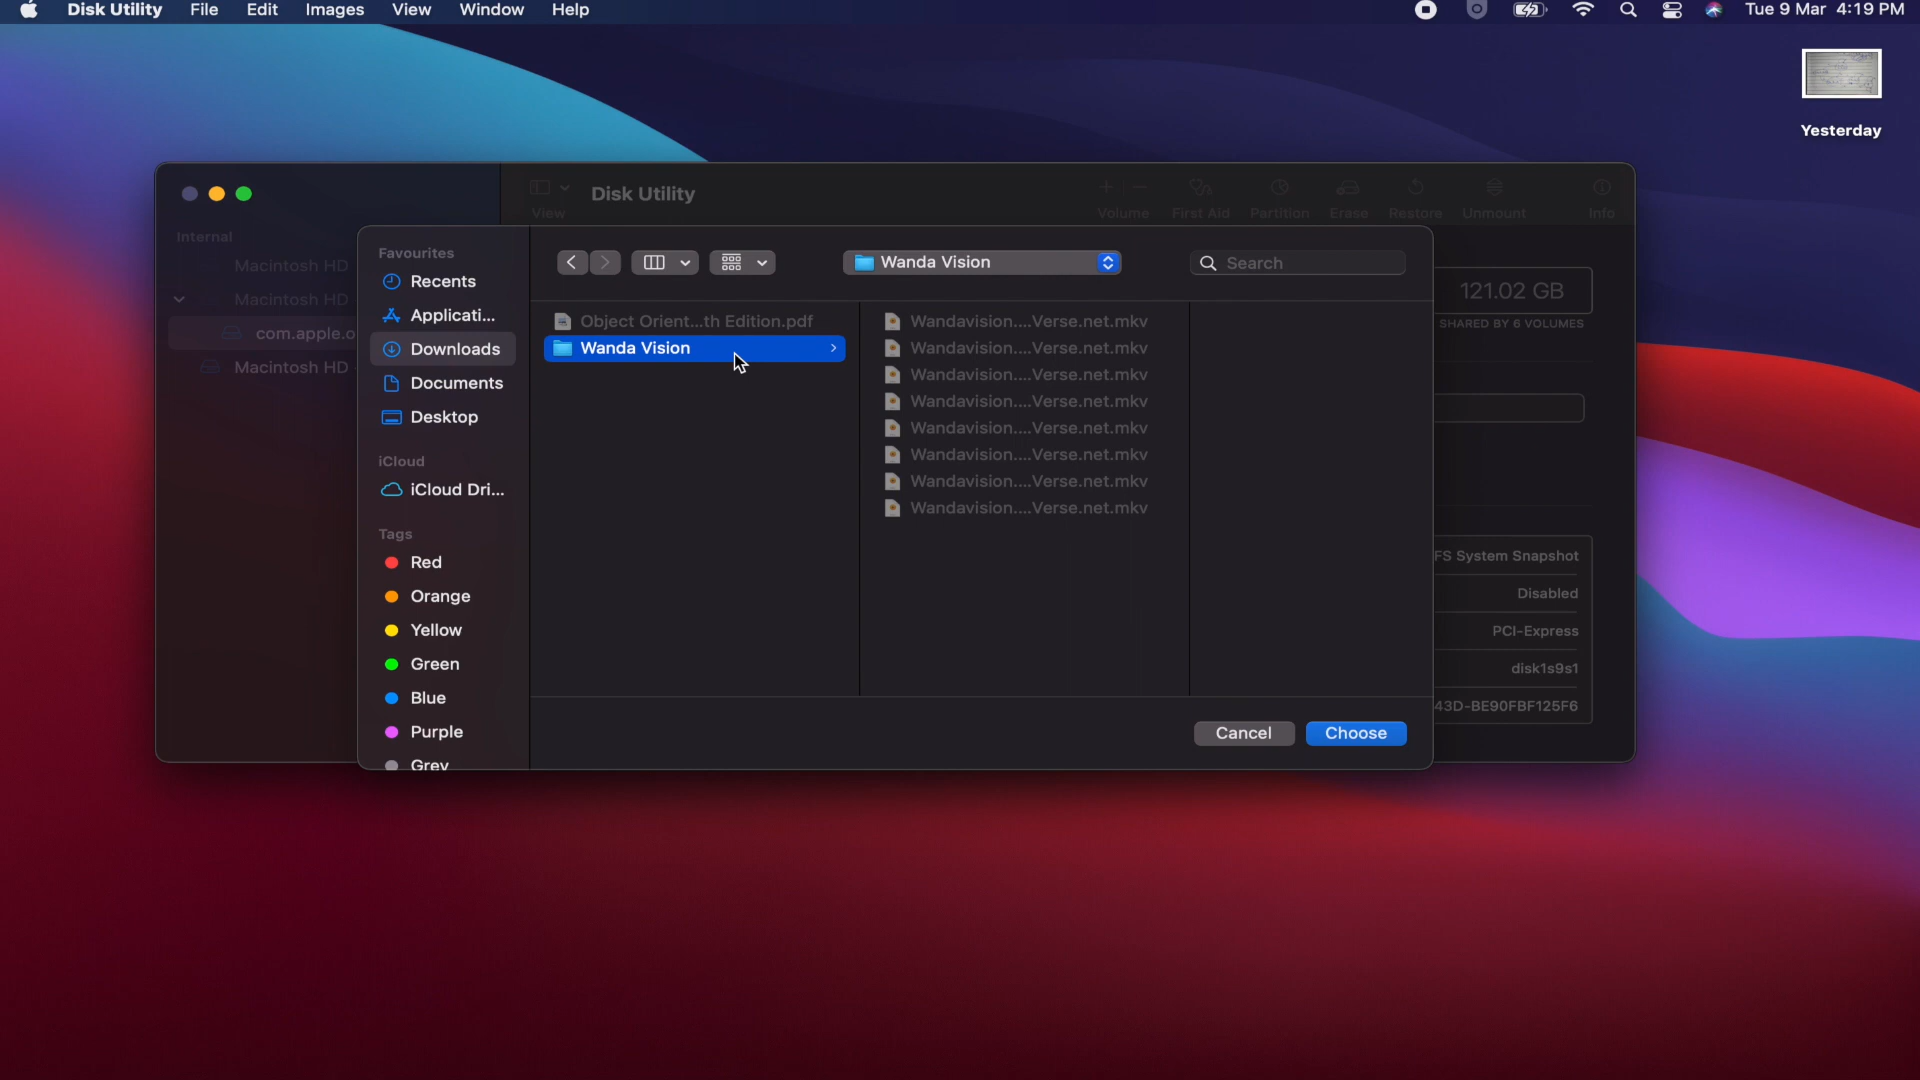 Disk Utility File Edit Images View Window Help Tue 9 Mar 4:19 PM
Yesterday
Disk Utility
View
Volume First Aid Partition Erase Restore Unmount Info
Internal
Macintosh HD
Macintosh HD
com.apple.o
Macintosh HD
Favourites
Recents
Applicati...
Downloads
Documents
Desktop
iCloud
iCloud Dri...
Tags
Red
Orange
Yellow
Green
Blue
Purple
Grey
Wanda Vision
Search
Object Orient...th Edition.pdf
Wanda Vision
Wandavision....Verse.net.mkv
Wandavision....Verse.net.mkv
Wandavision....Verse.net.mkv
Wandavision....Verse.net.mkv
Wandavision....Verse.net.mkv
Wandavision....Verse.net.mkv
Wandavision....Verse.net.mkv
Wandavision....Verse.net.mkv
Cancel Choose
121.02 GB
SHARED BY 6 VOLUMES
FS System Snapshot
Disabled
PCI-Express
disk1s9s1
43D-BE90FBF125F6